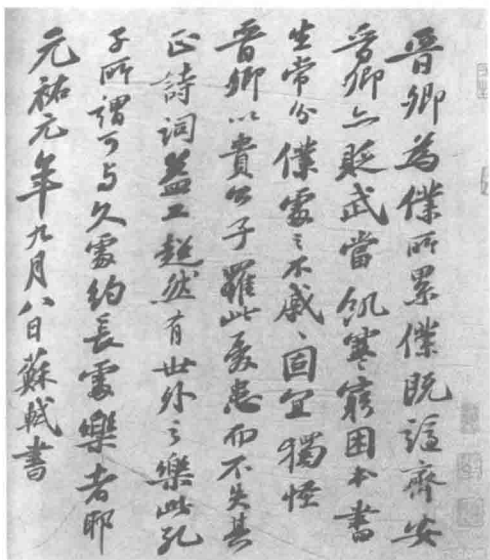 晉卿為僕所累僕既謫齊安
晉卿亦貶武當飢寒窮困本書
生常分僕處之不戚戚固宜獨怪
晉卿以貴公子罹此憂患而不失其
正詩詞益工超然有世外之樂此孔
子所謂可与久處約長處樂者耶
元祐元年九月八日蘇軾書